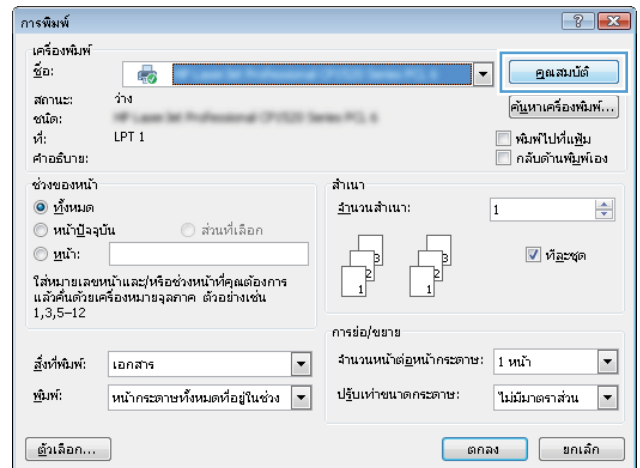 การพิมพ์
เครื่องพิมพ์
ชื่อ:
คุณสมบัติ
สถานะ: ว่าง
ชนิด:
ค้นหาเครื่องพิมพ์...
ที่: LPT 1
พิมพ์ไปที่แฟ้ม
คำอธิบาย:
กลับด้านพิมพ์เอง
ช่วงของหน้า
ทั้งหมด
หน้าปัจจุบัน ส่วนที่เลือก
หน้า:
ใส่หมายเลขหน้าและ/หรือช่วงหน้าที่คุณต้องการ
แล้วคั่นด้วยเครื่องหมายจุลภาค ตัวอย่างเช่น
1,3,5–12
สำเนา
จำนวนสำเนา: 1
3 3
2 2
1 1
ทีละชุด
สิ่งที่พิมพ์: เอกสาร
พิมพ์: หน้ากระดาษทั้งหมดที่อยู่ในช่วง
การย่อ/ขยาย
จำนวนหน้าต่อหน้ากระดาษ: 1 หน้า
ปรับเท่าขนาดกระดาษ: ไม่มีมาตราส่วน
ตัวเลือก...
ตกลง ยกเลิก